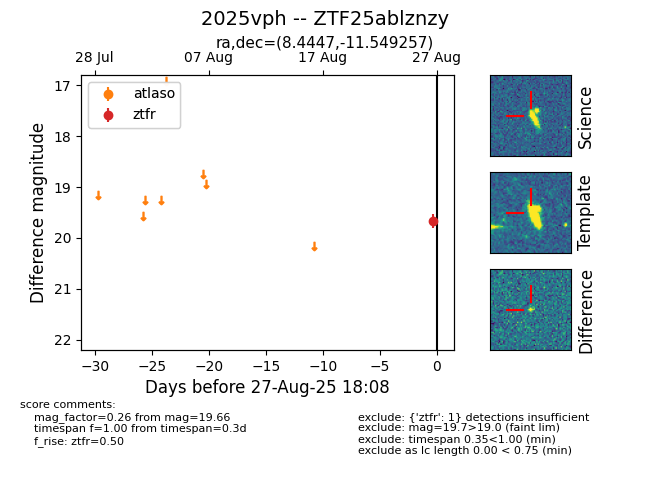 2025vph -- ZTF25ablznzy
ra,dec=(8.4447,-11.549257)
28 Jul 07 Aug 17 Aug 27 Aug
atlaso
ztfr
17
18
19
20
21
22
Difference magnitude
−30 −25 −20 −15 −10 −5 0
Days before 27-Aug-25 18:08
Science
Template
Difference
score comments:
mag_factor=0.26 from mag=19.66
timespan f=1.00 from timespan=0.3d
f_rise: ztfr=0.50
exclude: {'ztfr': 1} detections insufficient
exclude: mag=19.7>19.0 (faint lim)
exclude: timespan 0.35<1.00 (min)
exclude as lc length 0.00 < 0.75 (min)